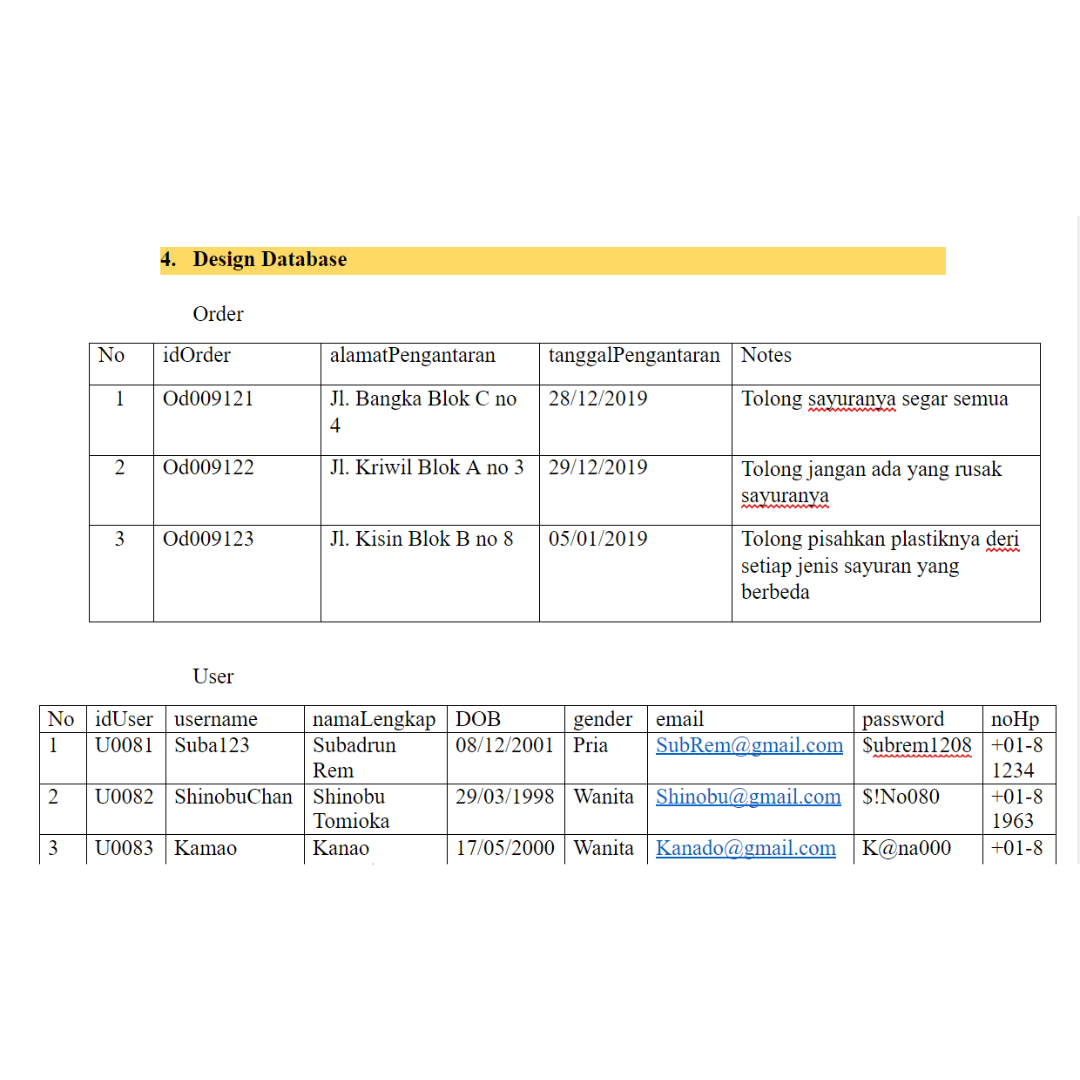 4. Design Database
Order
No idOrder alamatPengantaran tanggalPengantaran Notes
1 Od009121 Jl. Bangka Blok C no 28/12/2019 Tolong sayuranya segar semua
4
2 Od009122 Jl. Kriwil Blok A no 3 29/12/2019 Tolong jangan ada yang rusak
sayuranya
3 Od009123 Jl. Kisin Blok B no 8 05/01/2019 Tolong pisahkan plastiknya deri
setiap jenis sayuran yang
berbeda
User
No idUser username namaLengkap DOB gender email password noHp
1 U0081 Suba123 Subadrun 08/12/2001 Pria SubRem@gmail.com $ubrem1208 +01-8
Rem 1234
2 U0082 ShinobuChan Shinobu 29/03/1998 Wanita Shinobu@gmail.com $!No080 +01-8
Tomioka 1963
3 U0083 Kamao Kanao 17/05/2000 Wanita Kanado@gmail.com K@na000 +01-8